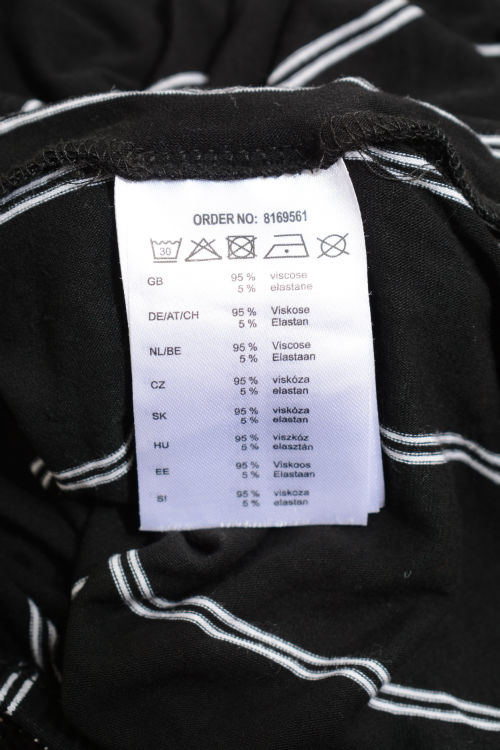 ORDER NO: 8169561
30
GB 95 % viscose
5 % elastane
DE/AT/CH 95 % Viskose
5 % Elastan
NL/BE 95 % Viscose
5 % Elastaan
CZ 95 % viskóza
5 % elastan
SK 95 % viskóza
5 % elastan
HU 95 % viszkóz
5 % elasztán
EE 95 % Viskoos
5 % Elastaan
SI 95 % viskoza
5 % elastan